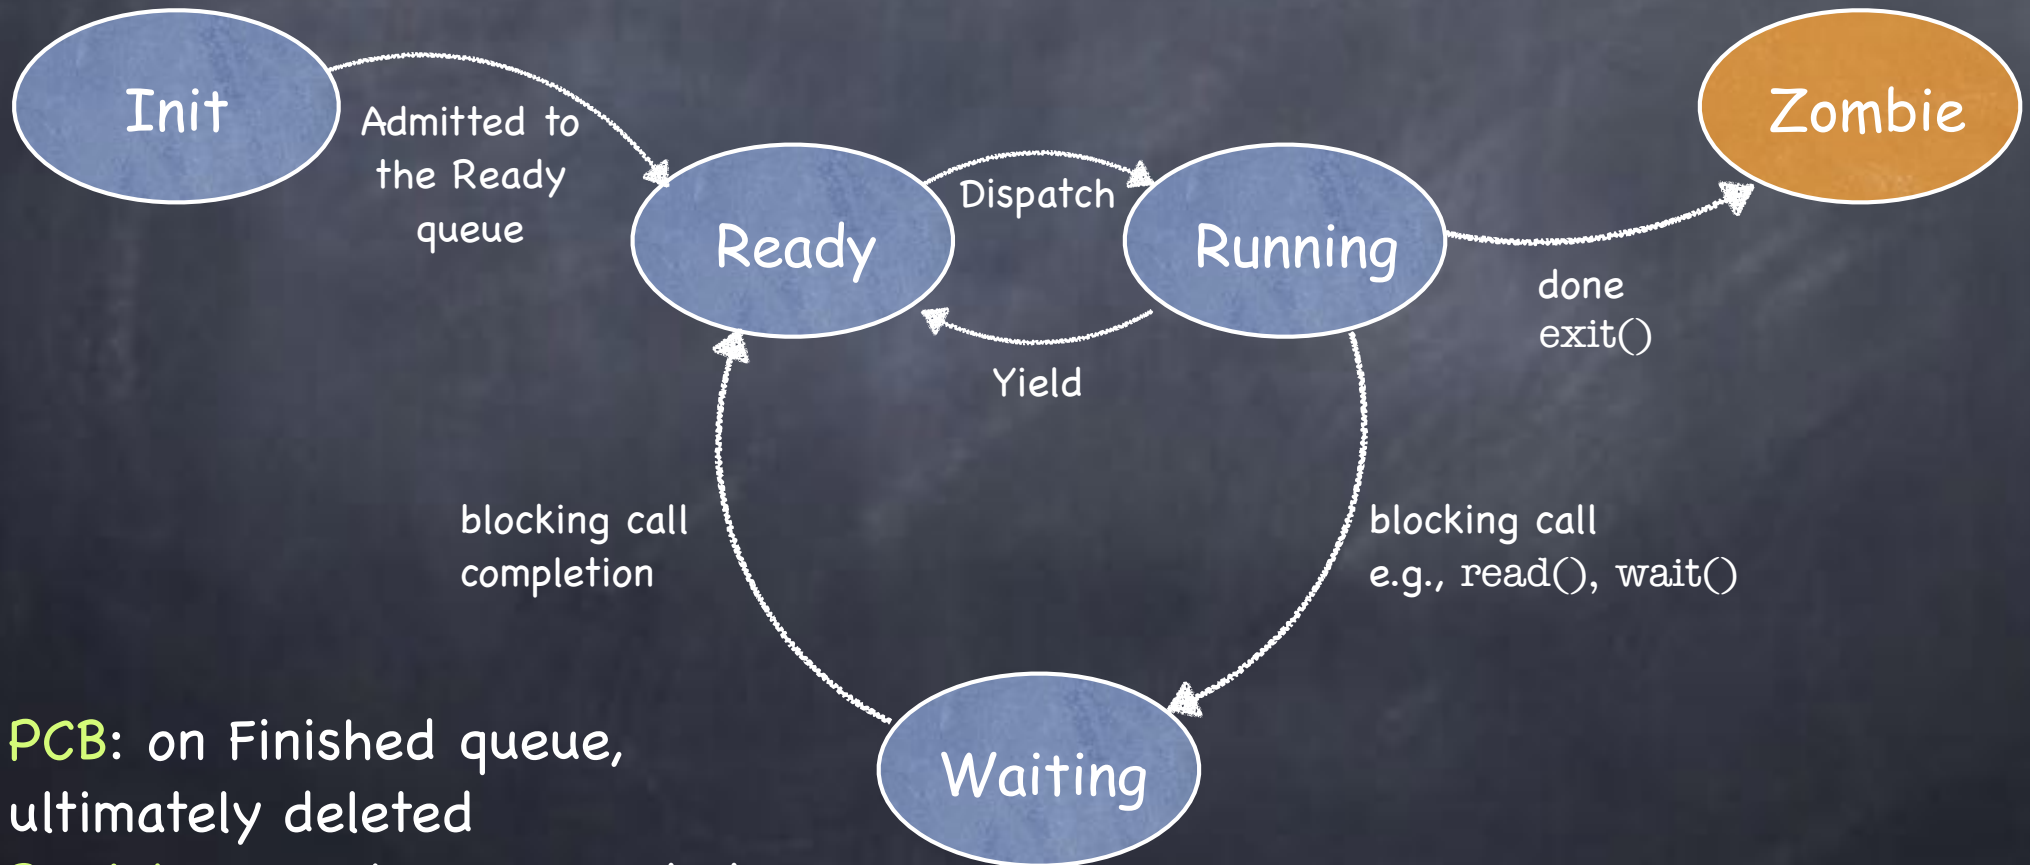 Init
Zombie
Admitted to
the Ready
queue
Dispatch
Ready
Running
done
exit()
Yield
blocking call
completion
blocking call
e.g., read(), wait()
PCB: on Finished queue,
ultimately deleted
Waiting